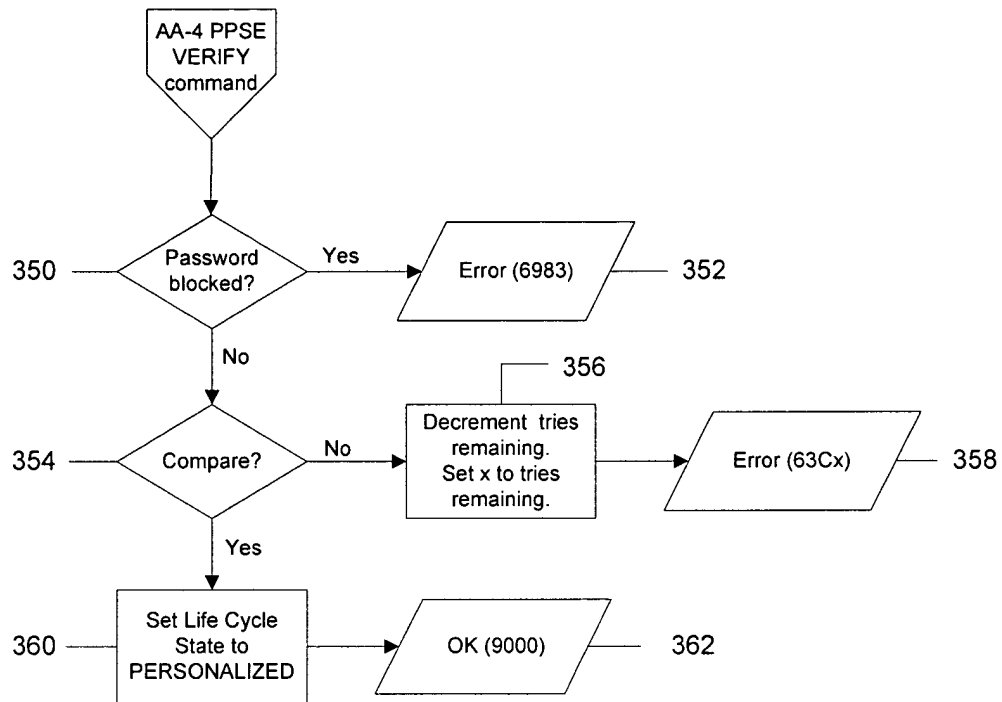 AA-4 PPSE
VERIFY
command
350
Password
blocked?
Yes
Error (6983)
352
No
356
354
Compare?
No
Decrement tries
remaining.
Set x to tries
remaining.
Error (63Cx)
358
Yes
360
Set Life Cycle
State to
PERSONALIZED
OK (9000)
362